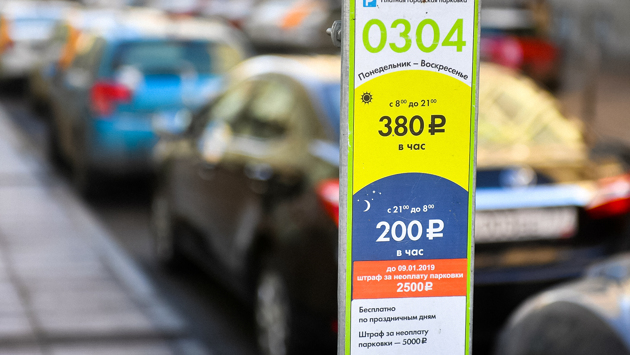 P Платная городская парковка
0304
Понедельник – Воскресенье
с 8⁰⁰ до 21⁰⁰
380 ₽
в час
с 21⁰⁰ до 8⁰⁰
200 ₽
в час
до 09.01.2019
штраф за неоплату парковки
2500₽
Бесплатно
по праздничным дням
Штраф за неоплату
парковки — 5000₽